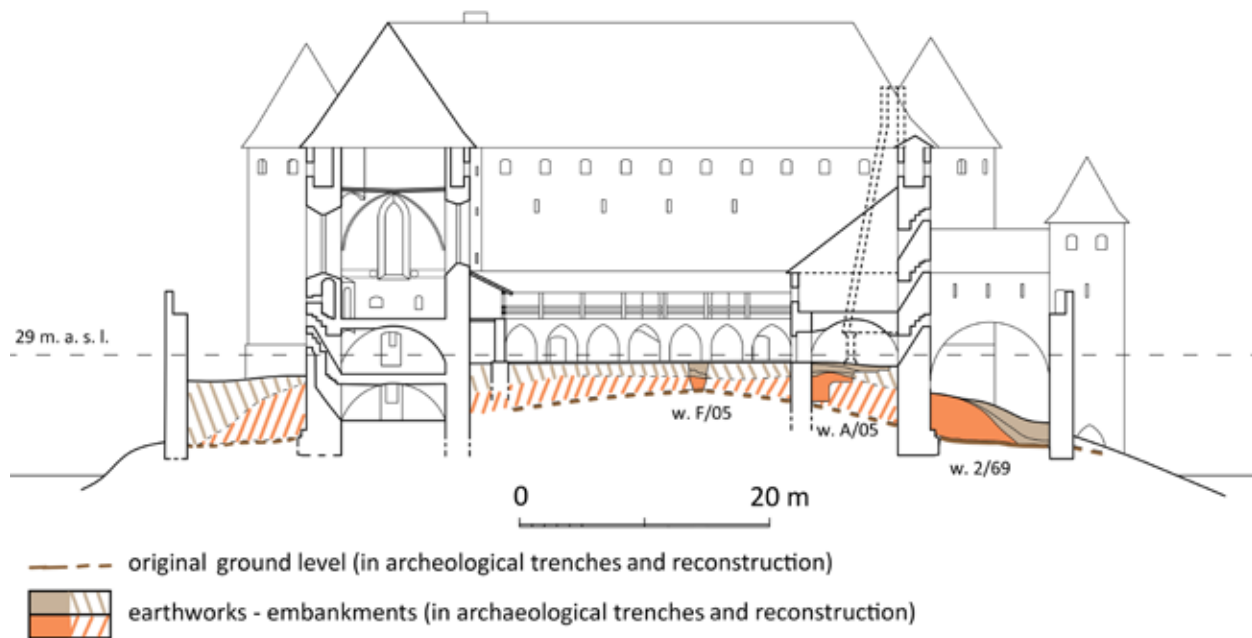 29 m. a. s. l.
w. F/05
w. A/05
w. 2/69
0 20 m
original ground level (in archeological trenches and reconstruction)
earthworks - embankments (in archaeological trenches and reconstruction)